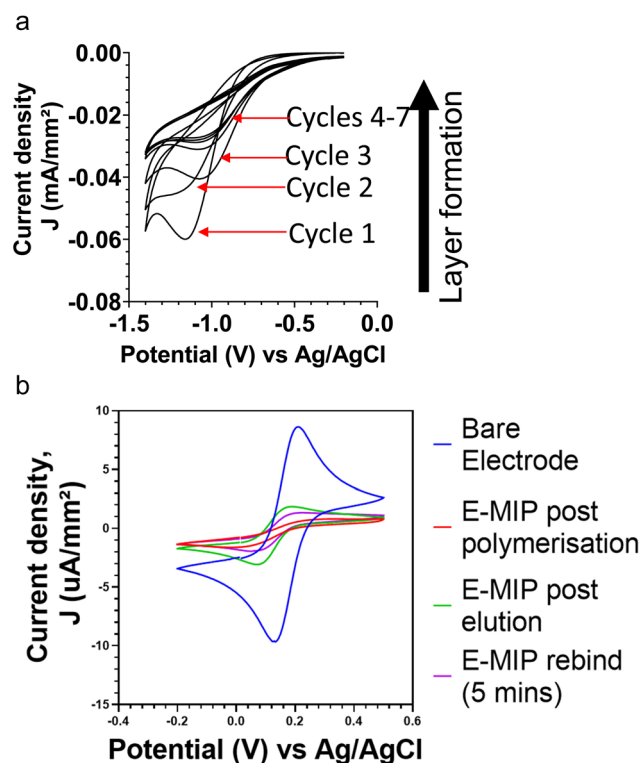 a
Current density
J (mA/mm²)
0.00
-0.02
-0.04
-0.06
-0.08
Cycles 4-7
Cycle 3
Cycle 2
Cycle 1
Layer formation
-1.5
-1.0
-0.5
0.0
Potential (V) vs Ag/AgCl
b
Current density,
J (uA/mm²)
10
5
0
-5
-10
-15
-0.4
-0.2
0.0
0.2
0.4
0.6
Potential (V) vs Ag/AgCl
Bare
Electrode
E-MIP post
polymerisation
E-MIP post
elution
E-MIP rebind
(5 mins)